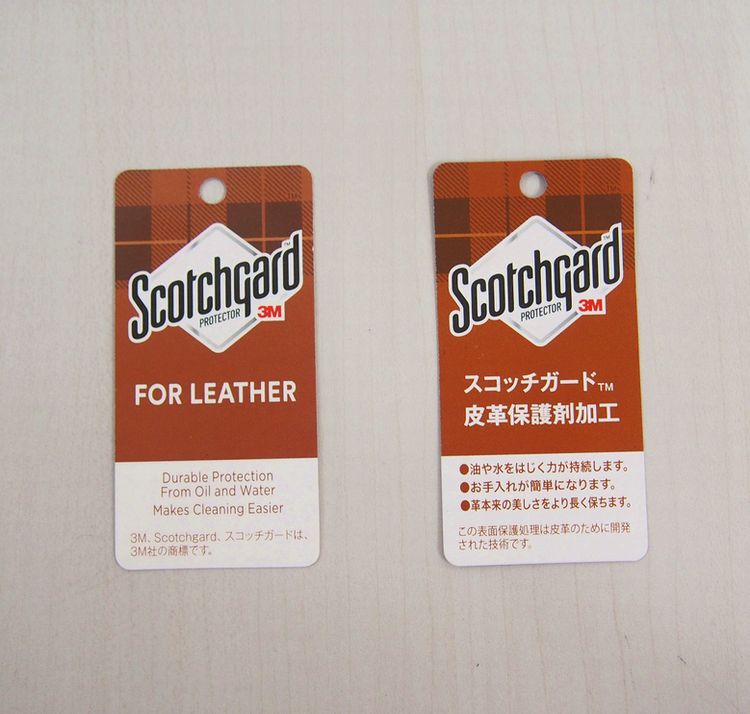 Scotchgard™
PROTECTOR 3M
FOR LEATHER
Durable Protection
From Oil and Water
Makes Cleaning Easier
3M、Scotchgard、スコッチガードは、
3M社の商標です。
Scotchgard™
PROTECTOR 3M
スコッチガード™
皮革保護剤加工
●油や水をはじく力が持続します。
●お手入れが簡単になります。
●革本来の美しさをより長く保ちます。
この表面保護処理は皮革のために開発
された技術です。